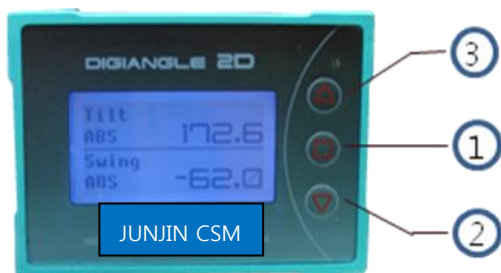 DIGIANGLE 2D
Tilt
ABS 172.6
Swing
ABS -62.0
JUNJIN CSM
3
1
2